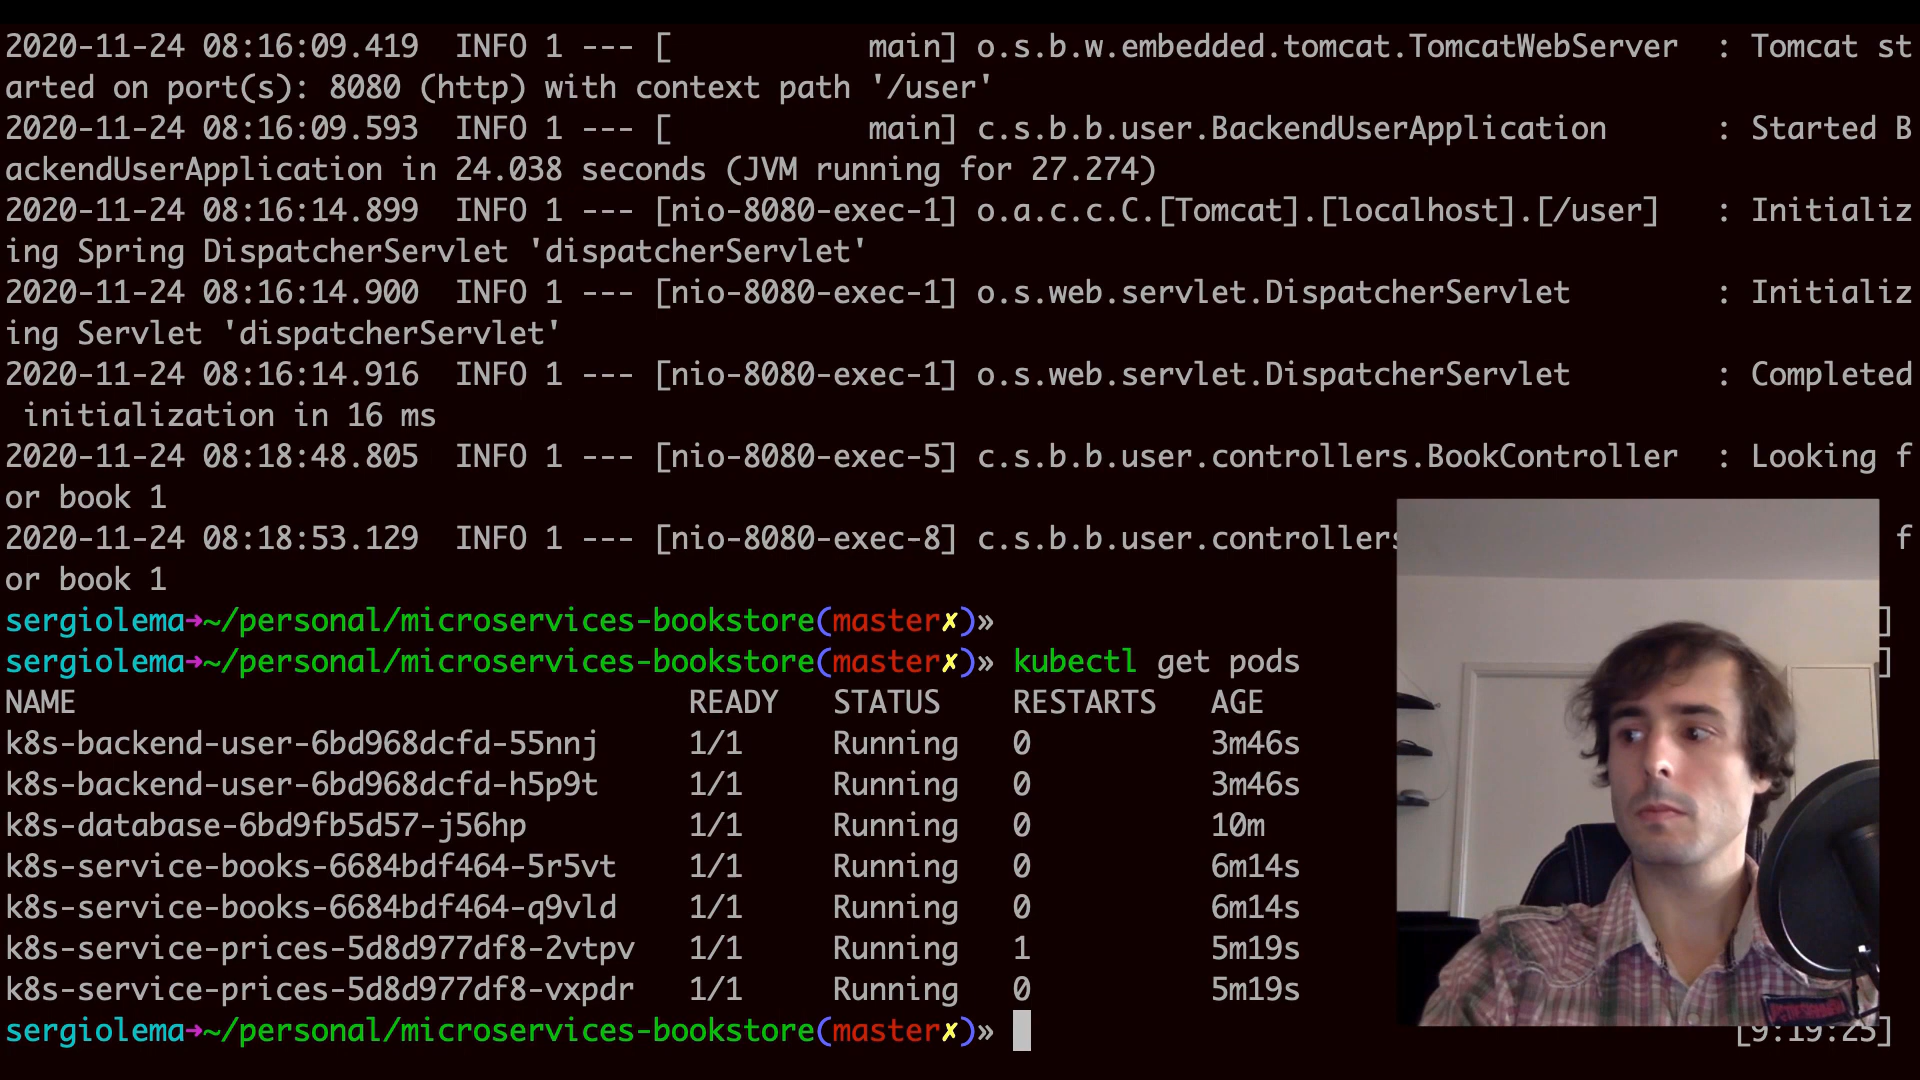 2020-11-24 08:16:09.419  INFO 1 --- [           main] o.s.b.w.embedded.tomcat.TomcatWebServer  : Tomcat st
arted on port(s): 8080 (http) with context path '/user'
2020-11-24 08:16:09.593  INFO 1 --- [           main] c.s.b.b.user.BackendUserApplication      : Started B
ackendUserApplication in 24.038 seconds (JVM running for 27.274)
2020-11-24 08:16:14.899  INFO 1 --- [nio-8080-exec-1] o.a.c.c.C.[Tomcat].[localhost].[/user]   : Initializ
ing Spring DispatcherServlet 'dispatcherServlet'
2020-11-24 08:16:14.900  INFO 1 --- [nio-8080-exec-1] o.s.web.servlet.DispatcherServlet        : Initializ
ing Servlet 'dispatcherServlet'
2020-11-24 08:16:14.916  INFO 1 --- [nio-8080-exec-1] o.s.web.servlet.DispatcherServlet        : Completed
 initialization in 16 ms
2020-11-24 08:18:48.805  INFO 1 --- [nio-8080-exec-5] c.s.b.b.user.controllers.BookController  : Looking f
or book 1
2020-11-24 08:18:53.129  INFO 1 --- [nio-8080-exec-8] c.s.b.b.user.controllers f
or book 1
sergiolema➜~/personal/microservices-bookstore(master✗)» ]
sergiolema➜~/personal/microservices-bookstore(master✗)» kubectl get pods ]
NAME                                  READY   STATUS    RESTARTS   AGE
k8s-backend-user-6bd968dcfd-55nnj     1/1     Running   0          3m46s
k8s-backend-user-6bd968dcfd-h5p9t     1/1     Running   0          3m46s
k8s-database-6bd9fb5d57-j56hp         1/1     Running   0          10m
k8s-service-books-6684bdf464-5r5vt    1/1     Running   0          6m14s
k8s-service-books-6684bdf464-q9vld    1/1     Running   0          6m14s
k8s-service-prices-5d8d977df8-2vtpv   1/1     Running   1          5m19s
k8s-service-prices-5d8d977df8-vxpdr   1/1     Running   0          5m19s
sergiolema➜~/personal/microservices-bookstore(master✗)» [9:19:25]